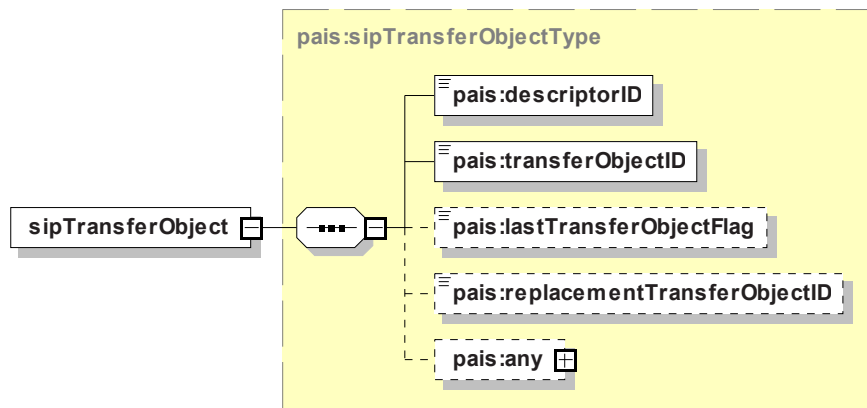 pais:sipTransferObjectType
pais:descriptorID
pais:transferObjectID
sipTransferObject
pais:lastTransferObjectFlag
pais:replacementTransferObjectID
pais:any